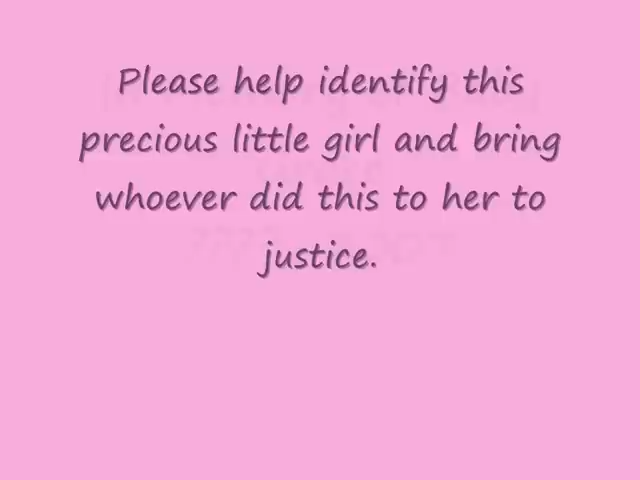 Please help identify this
precious little girl and bring
whoever did this to her to
justice.